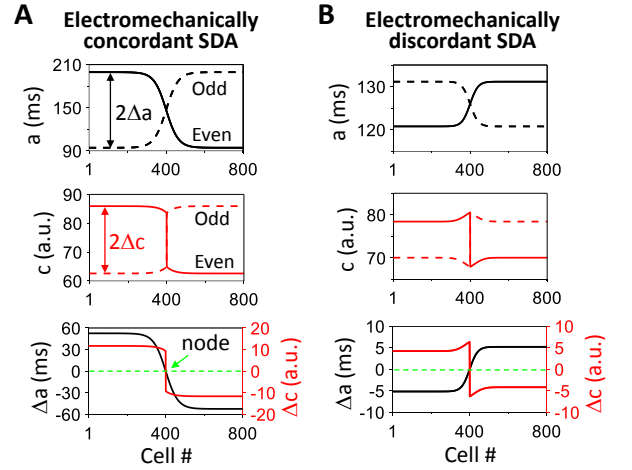 A
Electromechanically
concordant SDA
B
Electromechanically
discordant SDA
a (ms)
210
150
90
2Δa
Odd
Even
1
400
800
a (ms)
130
120
1
400
800
c (a.u.)
90
80
70
60
2Δc
Odd
Even
1
400
800
c (a.u.)
80
70
1
400
800
Δa (ms)
60
30
0
-30
-60
node
20
10
0
-10
-20
Δc (a.u.)
1
400
800
Cell #
Δa (ms)
10
5
0
-5
-10
10
5
0
-5
-10
Δc (a.u.)
1
400
800
Cell #